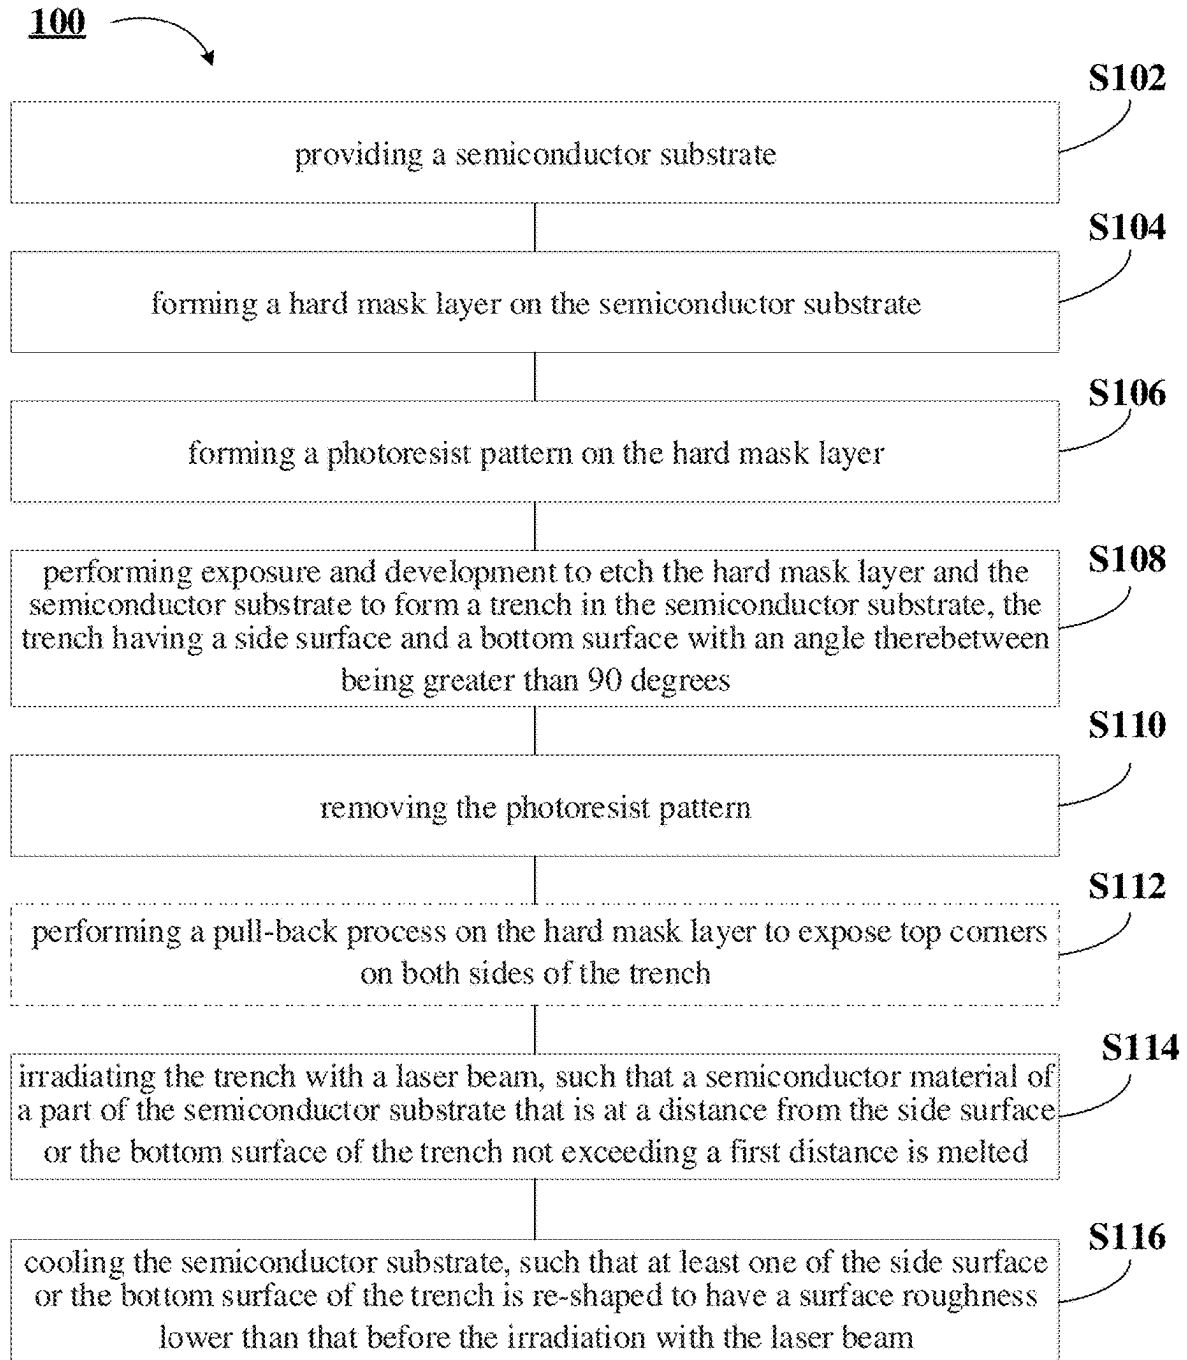 100
S102
providing a semiconductor substrate
S104
forming a hard mask layer on the semiconductor substrate
S106
forming a photoresist pattern on the hard mask layer
S108
performing exposure and development to etch the hard mask layer and the
semiconductor substrate to form a trench in the semiconductor substrate, the
trench having a side surface and a bottom surface with an angle therebetween
being greater than 90 degrees
S110
removing the photoresist pattern
S112
performing a pull-back process on the hard mask layer to expose top corners
on both sides of the trench
S114
irradiating the trench with a laser beam, such that a semiconductor material of
a part of the semiconductor substrate that is at a distance from the side surface
or the bottom surface of the trench not exceeding a first distance is melted
S116
cooling the semiconductor substrate, such that at least one of the side surface
or the bottom surface of the trench is re-shaped to have a surface roughness
lower than that before the irradiation with the laser beam